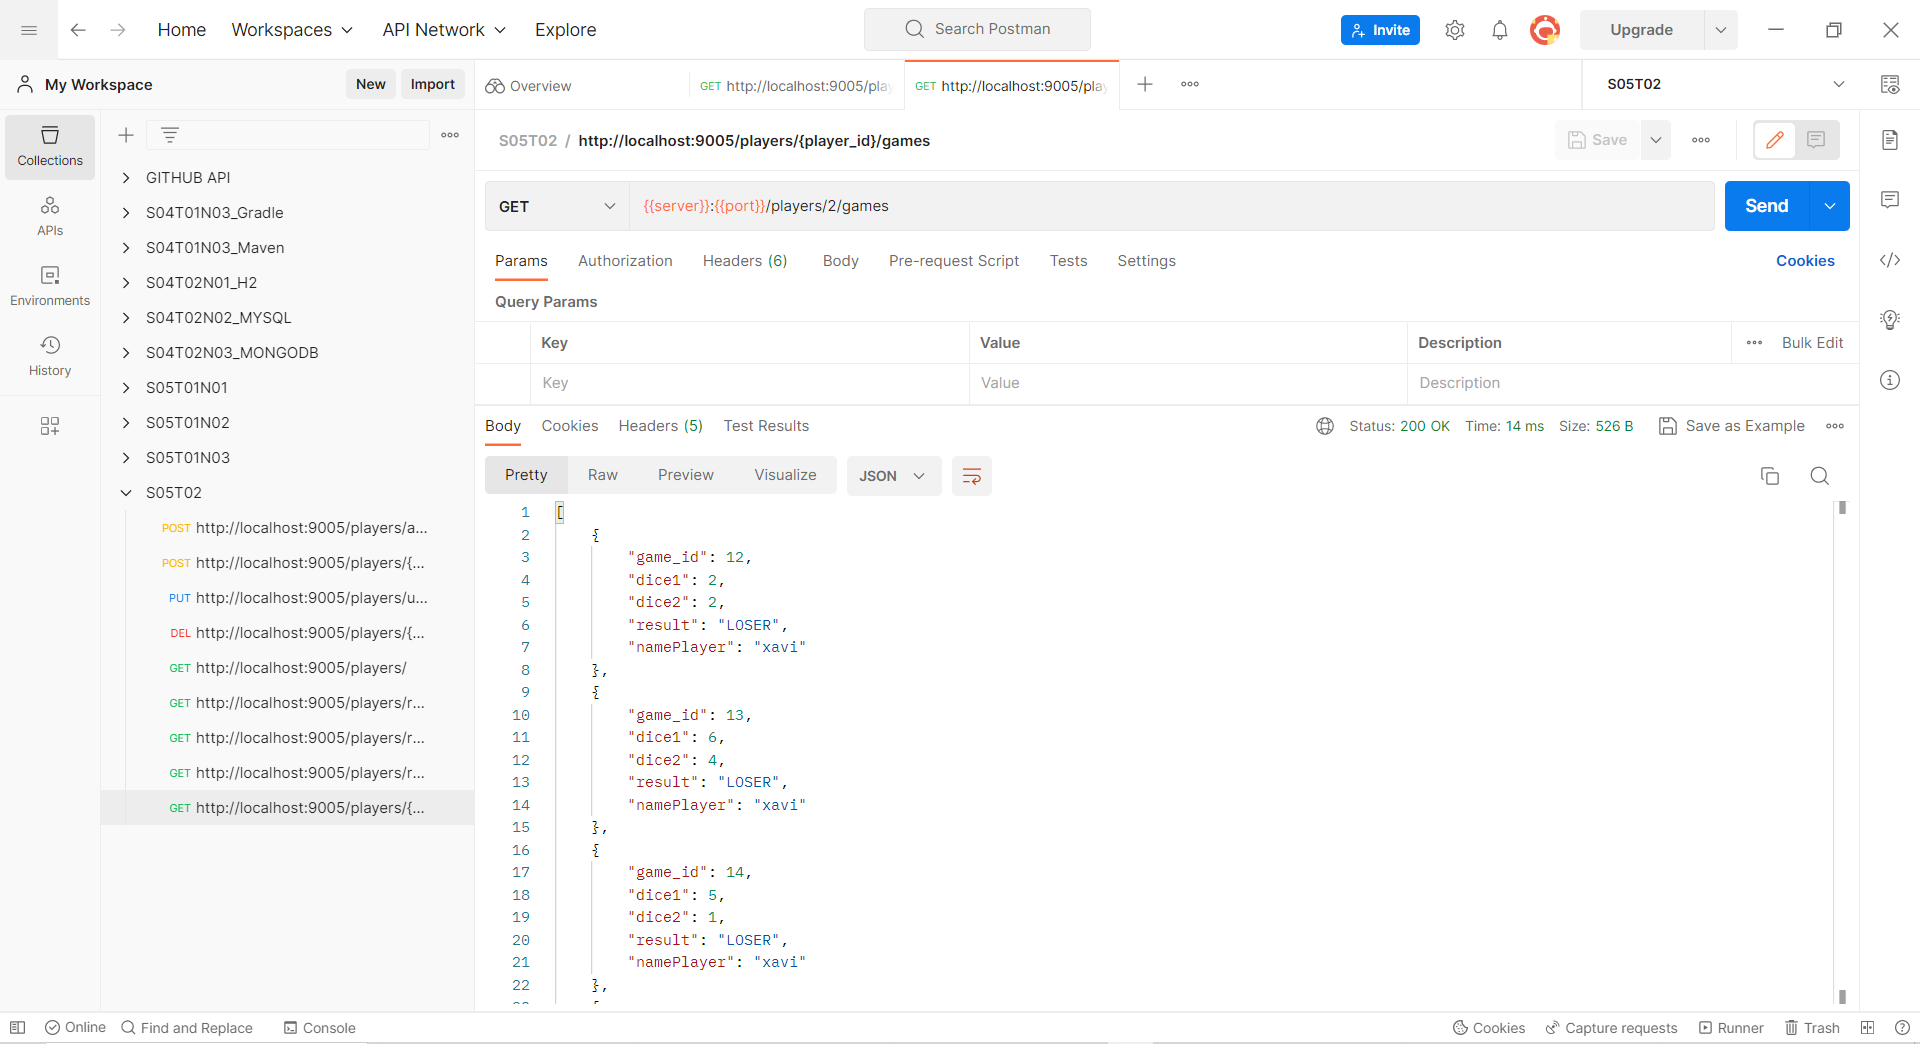 Home Workspaces API Network Explore Search Postman Invite Upgrade
My Workspace New Import Overview GET http://localhost:9005/pla GET http://localhost:9005/pla S05T02
Collections
APIs
Environments
History
GITHUB API
S04T01N03_Gradle
S04T01N03_Maven
S04T02N01_H2
S04T02N02_MYSQL
S04T02N03_MONGODB
S05T01N01
S05T01N02
S05T01N03
S05T02
POST http://localhost:9005/players/a...
POST http://localhost:9005/players/{...
PUT http://localhost:9005/players/u...
DEL http://localhost:9005/players/{...
GET http://localhost:9005/players/
GET http://localhost:9005/players/r...
GET http://localhost:9005/players/r...
GET http://localhost:9005/players/r...
GET http://localhost:9005/players/{...
S05T02 / http://localhost:9005/players/{player_id}/games Save
GET {{server}}:{{port}}/players/2/games Send
Params Authorization Headers (6) Body Pre-request Script Tests Settings Cookies
Query Params
Key Value Description Bulk Edit
Key Value Description
Body Cookies Headers (5) Test Results Status: 200 OK Time: 14 ms Size: 526 B Save as Example
Pretty Raw Preview Visualize JSON
1 [
2 {
3 "game_id": 12,
4 "dice1": 2,
5 "dice2": 2,
6 "result": "LOSER",
7 "namePlayer": "xavi"
8 },
9 {
10 "game_id": 13,
11 "dice1": 6,
12 "dice2": 4,
13 "result": "LOSER",
14 "namePlayer": "xavi"
15 },
16 {
17 "game_id": 14,
18 "dice1": 5,
19 "dice2": 1,
20 "result": "LOSER",
21 "namePlayer": "xavi"
22 },
Online Find and Replace Console Cookies Capture requests Runner Trash